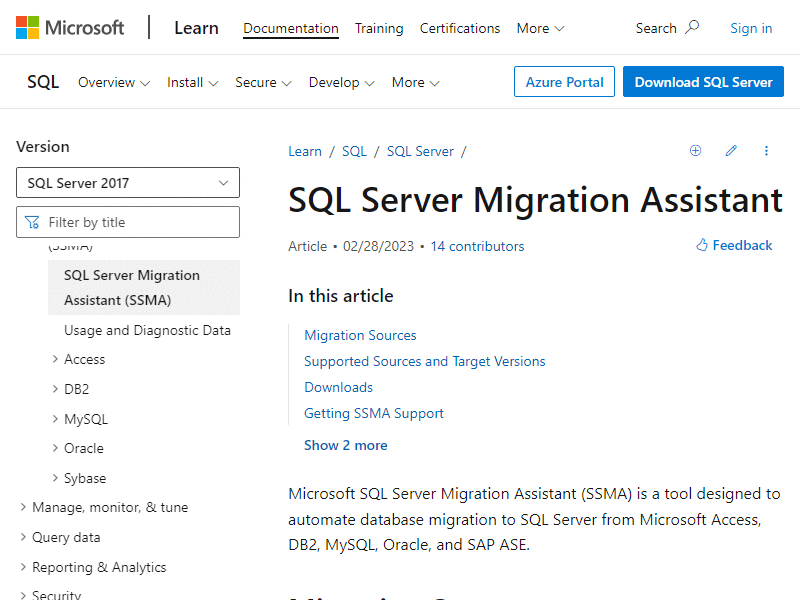 Microsoft
Learn
Documentation Training Certifications More
Search
Sign in
SQL
Overview Install Secure Develop More
Azure Portal
Download SQL Server
Version
SQL Server 2017
Filter by title
(SSMA)
SQL Server Migration
Assistant (SSMA)
Usage and Diagnostic Data
Access
DB2
MySQL
Oracle
Sybase
Manage, monitor, & tune
Query data
Reporting & Analytics
Security
Learn / SQL / SQL Server /
SQL Server Migration Assistant
Article • 02/28/2023 • 14 contributors
Feedback
In this article
Migration Sources
Supported Sources and Target Versions
Downloads
Getting SSMA Support
Show 2 more
Microsoft SQL Server Migration Assistant (SSMA) is a tool designed to
automate database migration to SQL Server from Microsoft Access,
DB2, MySQL, Oracle, and SAP ASE.